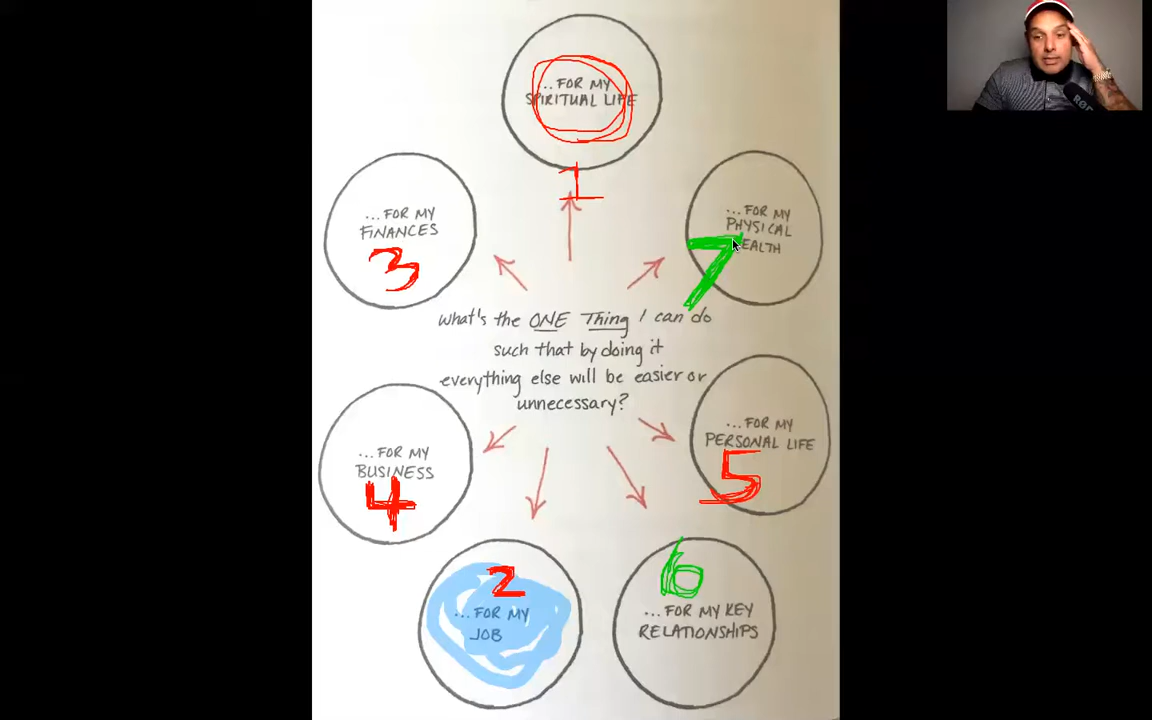 ...FOR MY
SPIRITUAL LIFE
1
...FOR MY
FINANCES
3
...FOR MY
PHYSICAL
HEALTH
7
What's the ONE Thing I can do
such that by doing it
everything else will be easier or
unnecessary?
...FOR MY
BUSINESS
4
...FOR MY
PERSONAL LIFE
5
2
...FOR MY
JOB
6
...FOR MY KEY
RELATIONSHIPS
RØD